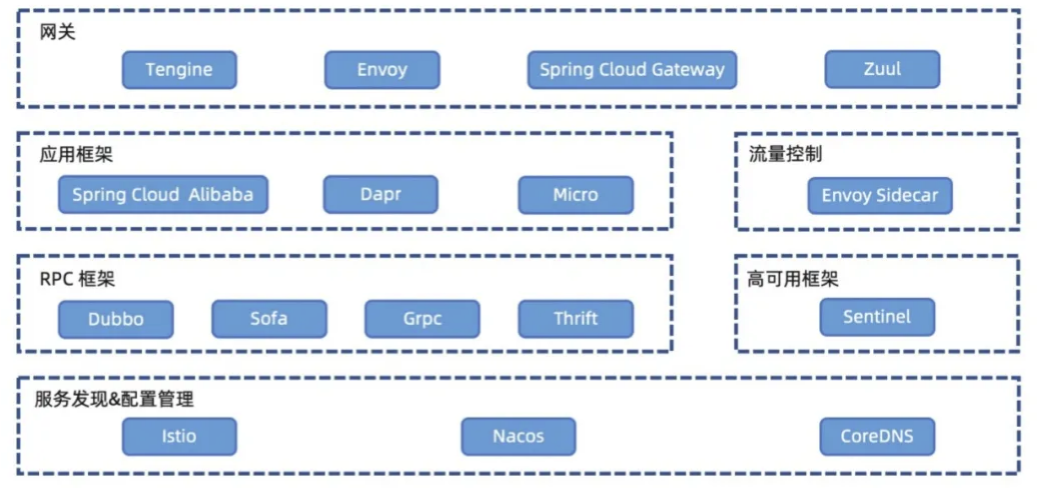 网关
Tengine Envoy Spring Cloud Gateway Zuul
应用框架
Spring Cloud Alibaba Dapr Micro
流量控制
Envoy Sidecar
RPC 框架
Dubbo Sofa Grpc Thrift
高可用框架
Sentinel
服务发现&配置管理
Istio Nacos CoreDNS